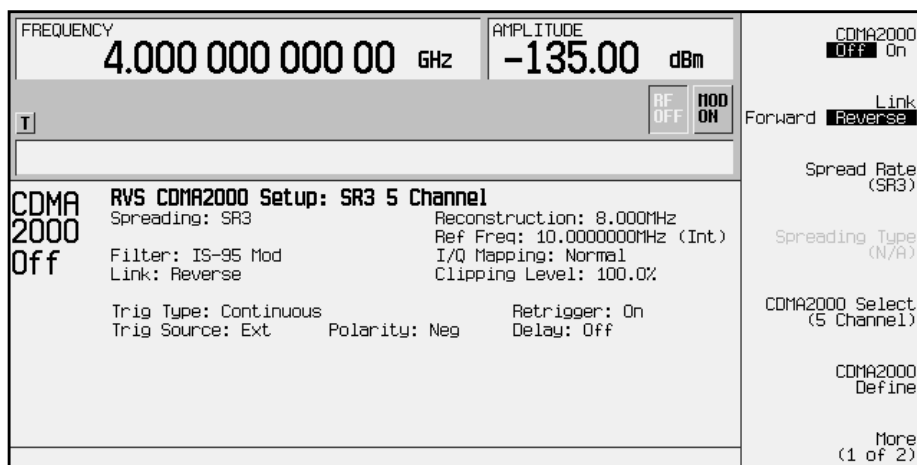 FREQUENCY
4.000 000 000 00 GHz
AMPLITUDE
-135.00 dBm
RF OFF
MOD ON
T
CDMA 2000 Off
RVS CDMA2000 Setup: SR3 5 Channel
Spreading: SR3
Reconstruction: 8.000MHz
Ref Freq: 10.0000000MHz (Int)
Filter: IS-95 Mod
I/Q Mapping: Normal
Link: Reverse
Clipping Level: 100.0%
Trig Type: Continuous
Retrigger: On
Trig Source: Ext
Polarity: Neg
Delay: Off
CDMA2000
Off On
Link
Forward Reverse
Spread Rate
(SR3)
Spreading Type
(N/A)
CDMA2000 Select
(5 Channel)
CDMA2000
Define
More
(1 of 2)